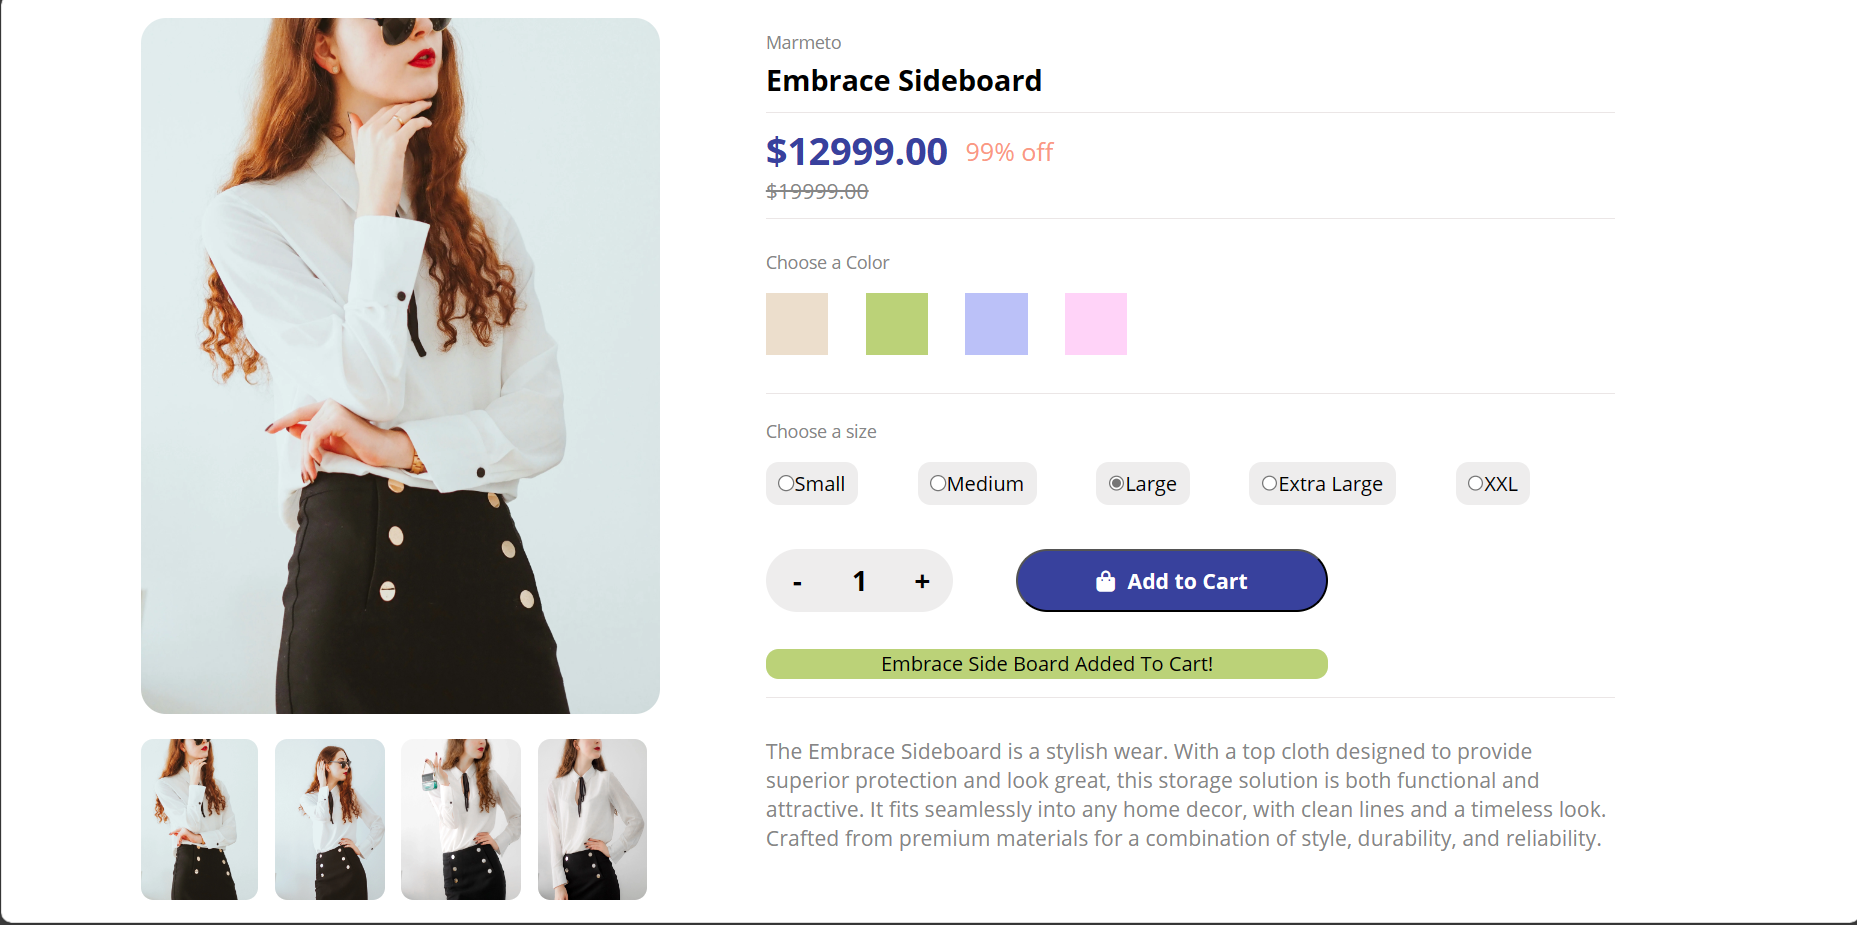 Marmeto
Embrace Sideboard
$12999.00 99% off
$19999.00
Choose a Color
Choose a size
Small Medium Large Extra Large XXL
- 1 + Add to Cart
Embrace Side Board Added To Cart!
The Embrace Sideboard is a stylish wear. With a top cloth designed to provide
superior protection and look great, this storage solution is both functional and
attractive. It fits seamlessly into any home decor, with clean lines and a timeless look.
Crafted from premium materials for a combination of style, durability, and reliability.